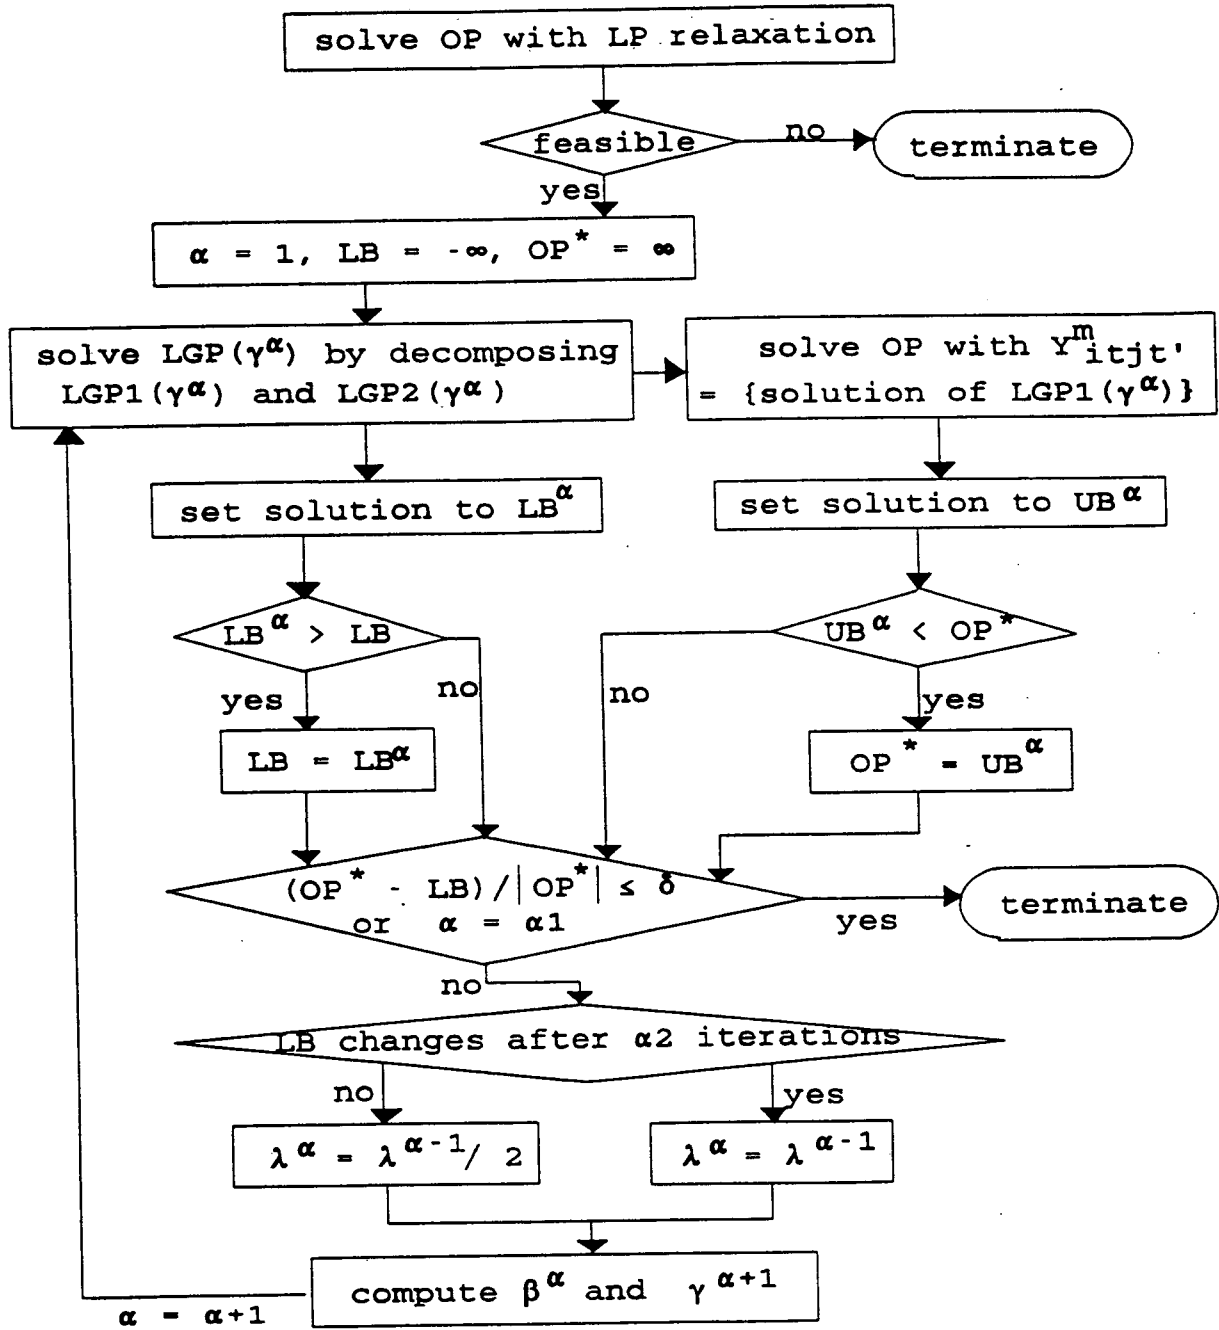 solve OP with LP relaxation
feasible
no
terminate
yes
α = 1, LB = -∞, OP* = ∞
solve LGP(γ^α) by decomposing
LGP1(γ^α) and LGP2(γ^α)
solve OP with Y^m_itjt'
= {solution of LGP1(γ^α)}
set solution to LB^α
set solution to UB^α
LB^α > LB
UB^α < OP*
yes
no
no
yes
LB = LB^α
OP* = UB^α
(OP* - LB)/|OP*| ≤ δ
or α = α1
yes
terminate
no
LB changes after α2 iterations
no
yes
λ^α = λ^α-1 / 2
λ^α = λ^α-1
compute β^α and γ^α+1
α = α+1